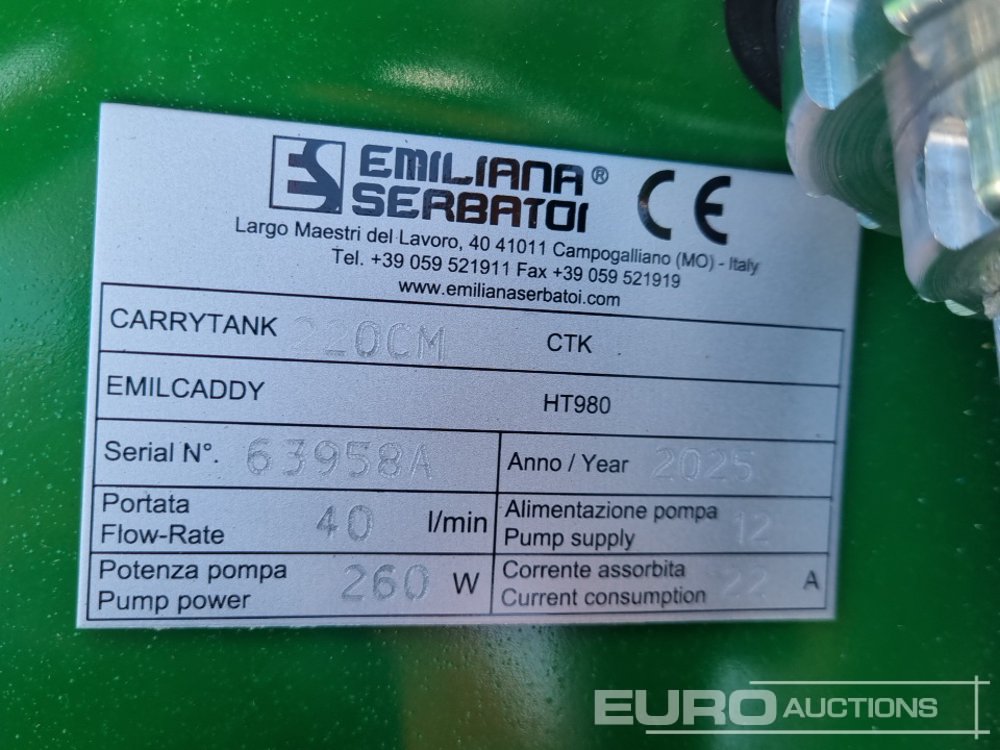 ES EMILIANA®
SERBATOI CE
Largo Maestri del Lavoro, 40 41011 Campogalliano (MO) - Italy
Tel. +39 059 521911 Fax +39 059 521919
www.emilianaserbatoi.com
CARRYTANK CTK
EMILCADDY HT980
Serial N°. 63958A Anno / Year 2025
Portata
Flow-Rate 40 l/min
Alimentazione pompa
Pump supply 12
Potenza pompa
Pump power 260 W
Corrente assorbita
Current consumption 22 A
EURO AUCTIONS